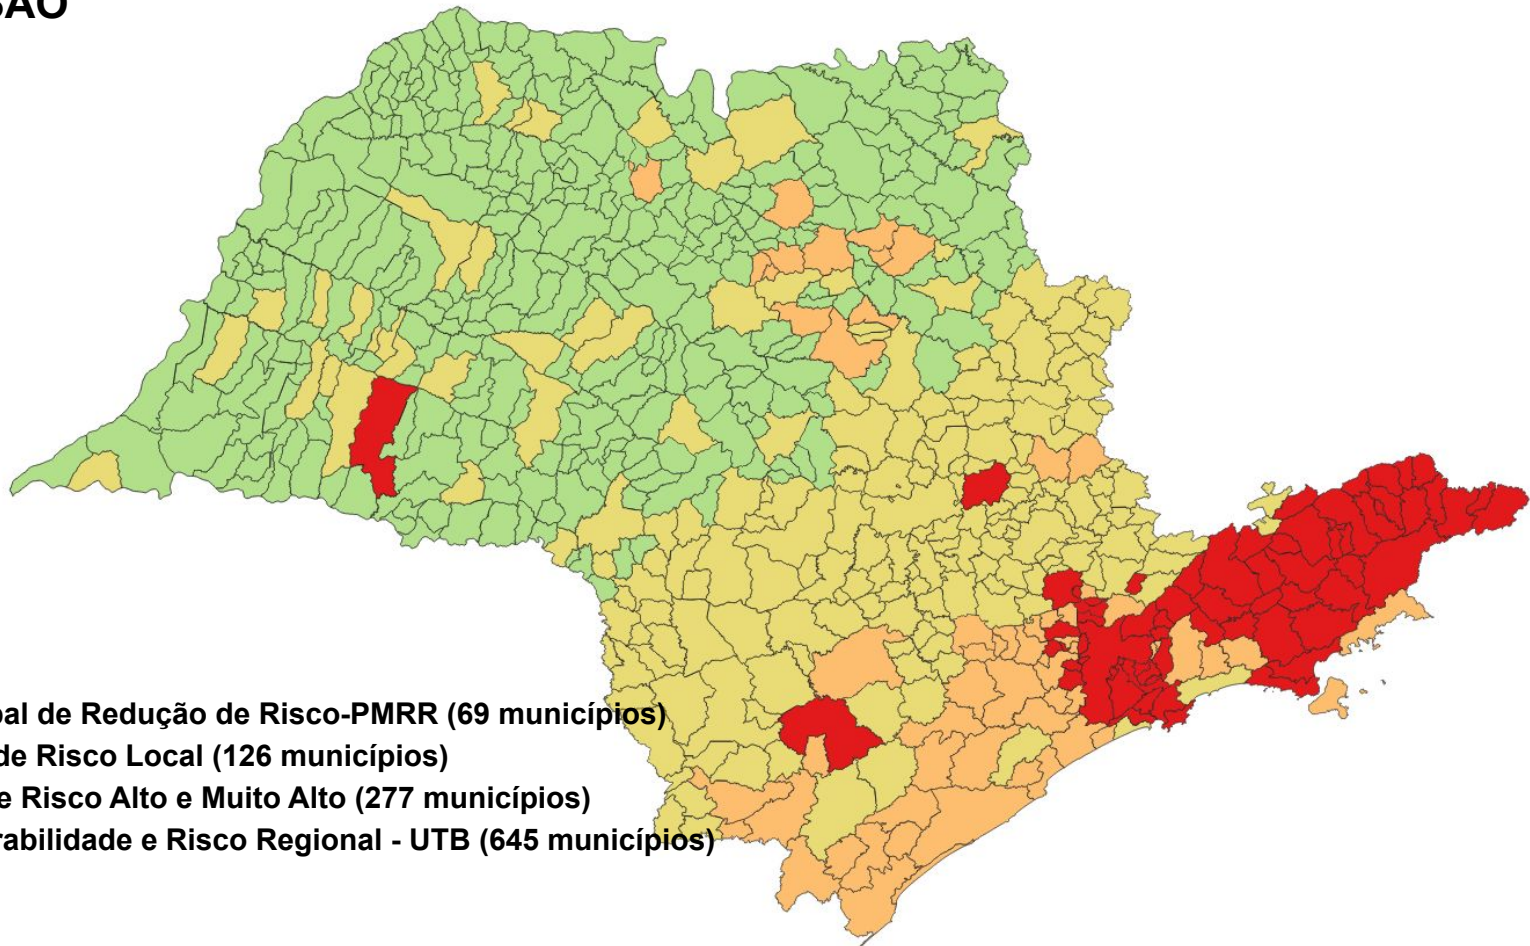 SÃO
pal de Redução de Risco-PMRR (69 municípios)
de Risco Local (126 municípios)
e Risco Alto e Muito Alto (277 municípios)
rabilidade e Risco Regional - UTB (645 municípios)